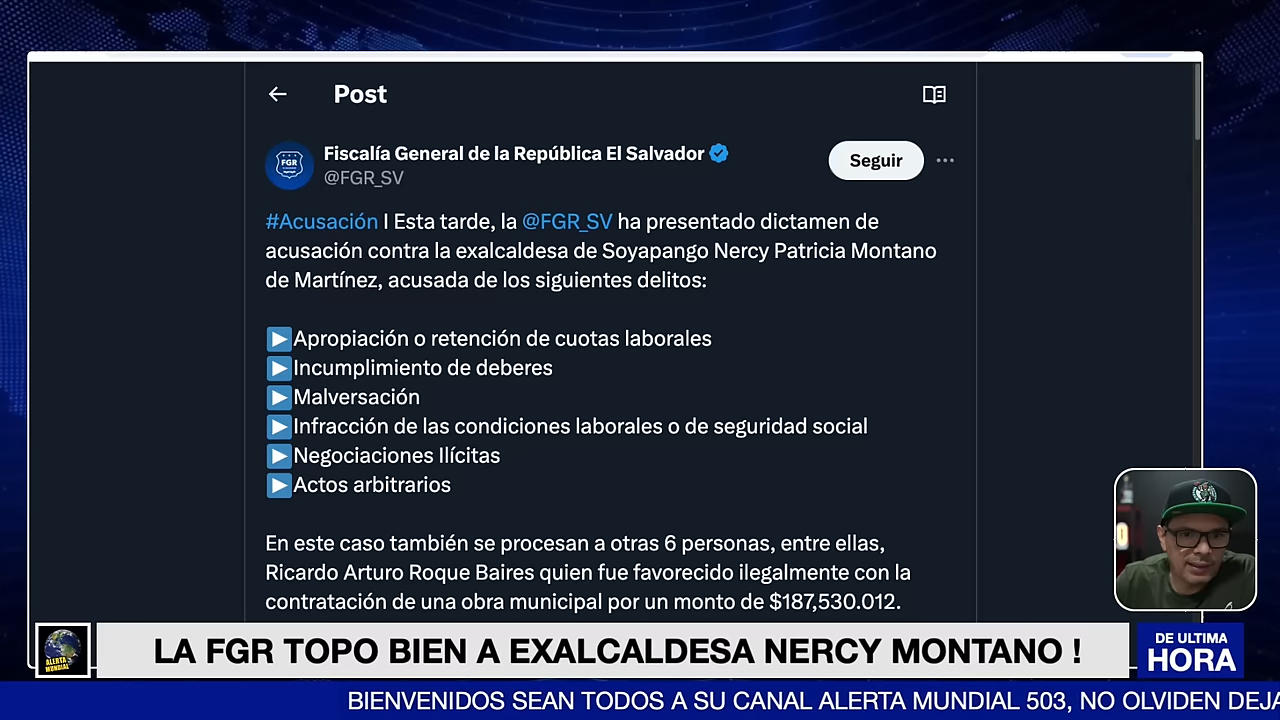 Post
Fiscalía General de la República El Salvador
@FGR_SV
Seguir
FGR
#Acusación I Esta tarde, la @FGR_SV ha presentado dictamen de
acusación contra la exalcaldesa de Soyapango Nercy Patricia Montano
de Martínez, acusada de los siguientes delitos:
Apropiación o retención de cuotas laborales
Incumplimiento de deberes
Malversación
Infracción de las condiciones laborales o de seguridad social
Negociaciones Ilícitas
Actos arbitrarios
En este caso también se procesan a otras 6 personas, entre ellas,
Ricardo Arturo Roque Baires quien fue favorecido ilegalmente con la
contratación de una obra municipal por un monto de $187,530.012.
ALERTA
MUNDIAL
LA FGR TOPO BIEN A EXALCALDESA NERCY MONTANO !
DE ULTIMA
HORA
BIENVENIDOS SEAN TODOS A SU CANAL ALERTA MUNDIAL 503, NO OLVIDEN DEJA